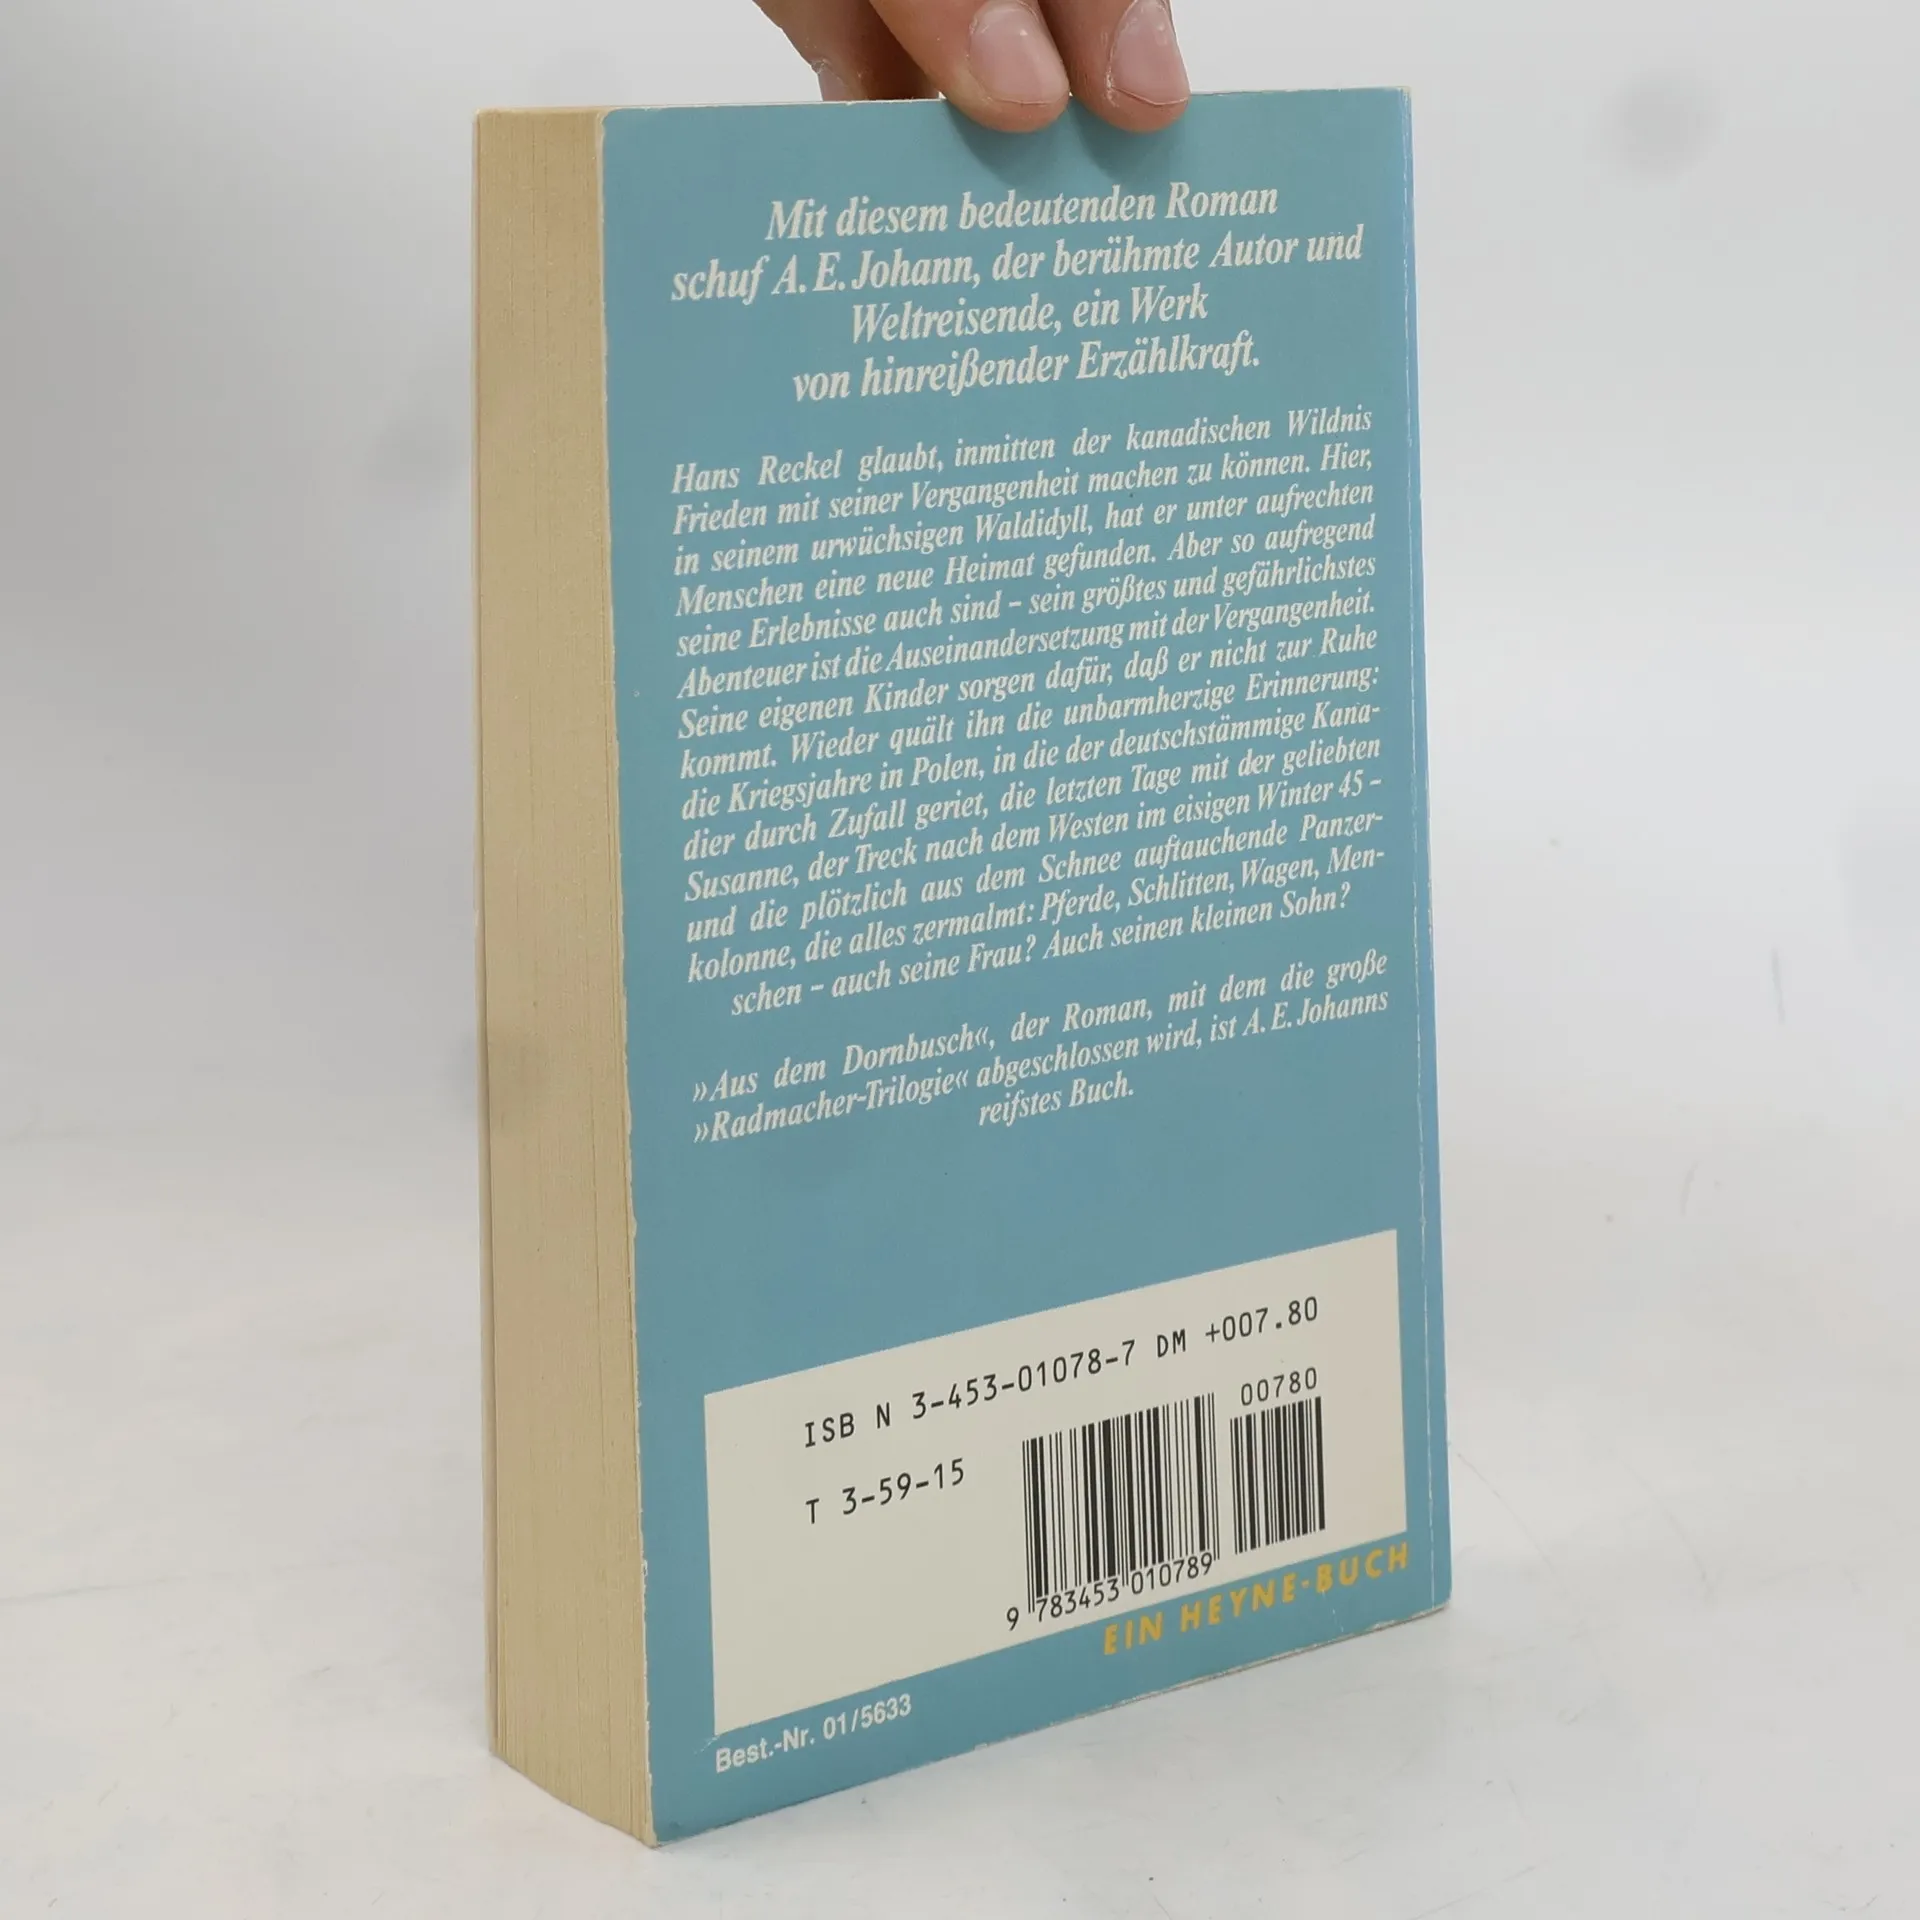 Mit diesem bedeutenden Roman
schuf A. E. Johann, der berühmte Autor und
Weltreisende, ein Werk
von hinreißender Erzählkraft.
Hans Reckel glaubt, inmitten der kanadischen Wildnis
Frieden mit seiner Vergangenheit machen zu können. Hier,
in seinem urwüchsigen Waldidyll, hat er unter aufrechten
Menschen eine neue Heimat gefunden. Aber so aufregend
seine Erlebnisse auch sind – sein größtes und gefährlichstes
Abenteuer ist die Auseinandersetzung mit der Vergangenheit.
Seine eigenen Kinder sorgen dafür, daß er nicht zur Ruhe
kommt. Wieder quält ihn die unbarmherzige Erinnerung:
die Kriegsjahre in Polen, in die der deutschstämmige Kana-
dier durch Zufall geriet, die letzten Tage mit der geliebten
Susanne, der Treck nach dem Westen im eisigen Winter 45 –
und die plötzlich aus dem Schnee auftauchende Panzer-
kolonne, die alles zermalmt: Pferde, Schlitten, Wagen, Men-
schen – auch seine Frau? Auch seinen kleinen Sohn?
»Aus dem Dornbusch«, der Roman, mit dem die große
»Radmacher-Trilogie« abgeschlossen wird, ist A. E. Johanns
reifstes Buch.
ISB N 3-453-01078-7 DM +007.80
00780
T 3-59-15
9 783453 010789
EIN HEYNE-BUCH
Best.-Nr. 01/5633